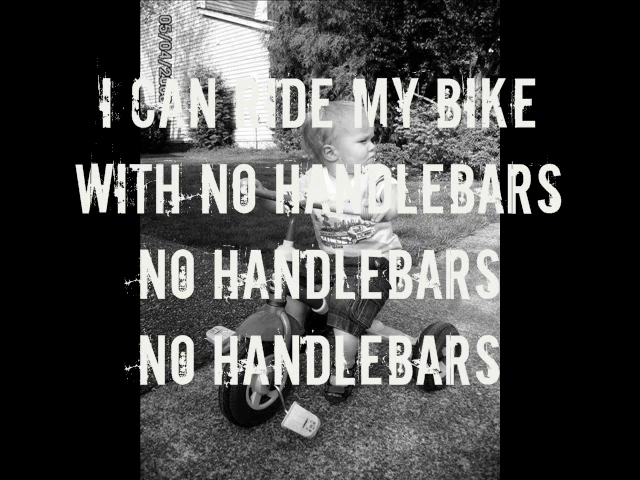 I CAN RIDE MY BIKE
WITH NO HANDLEBARS
NO HANDLEBARS
NO HANDLEBARS